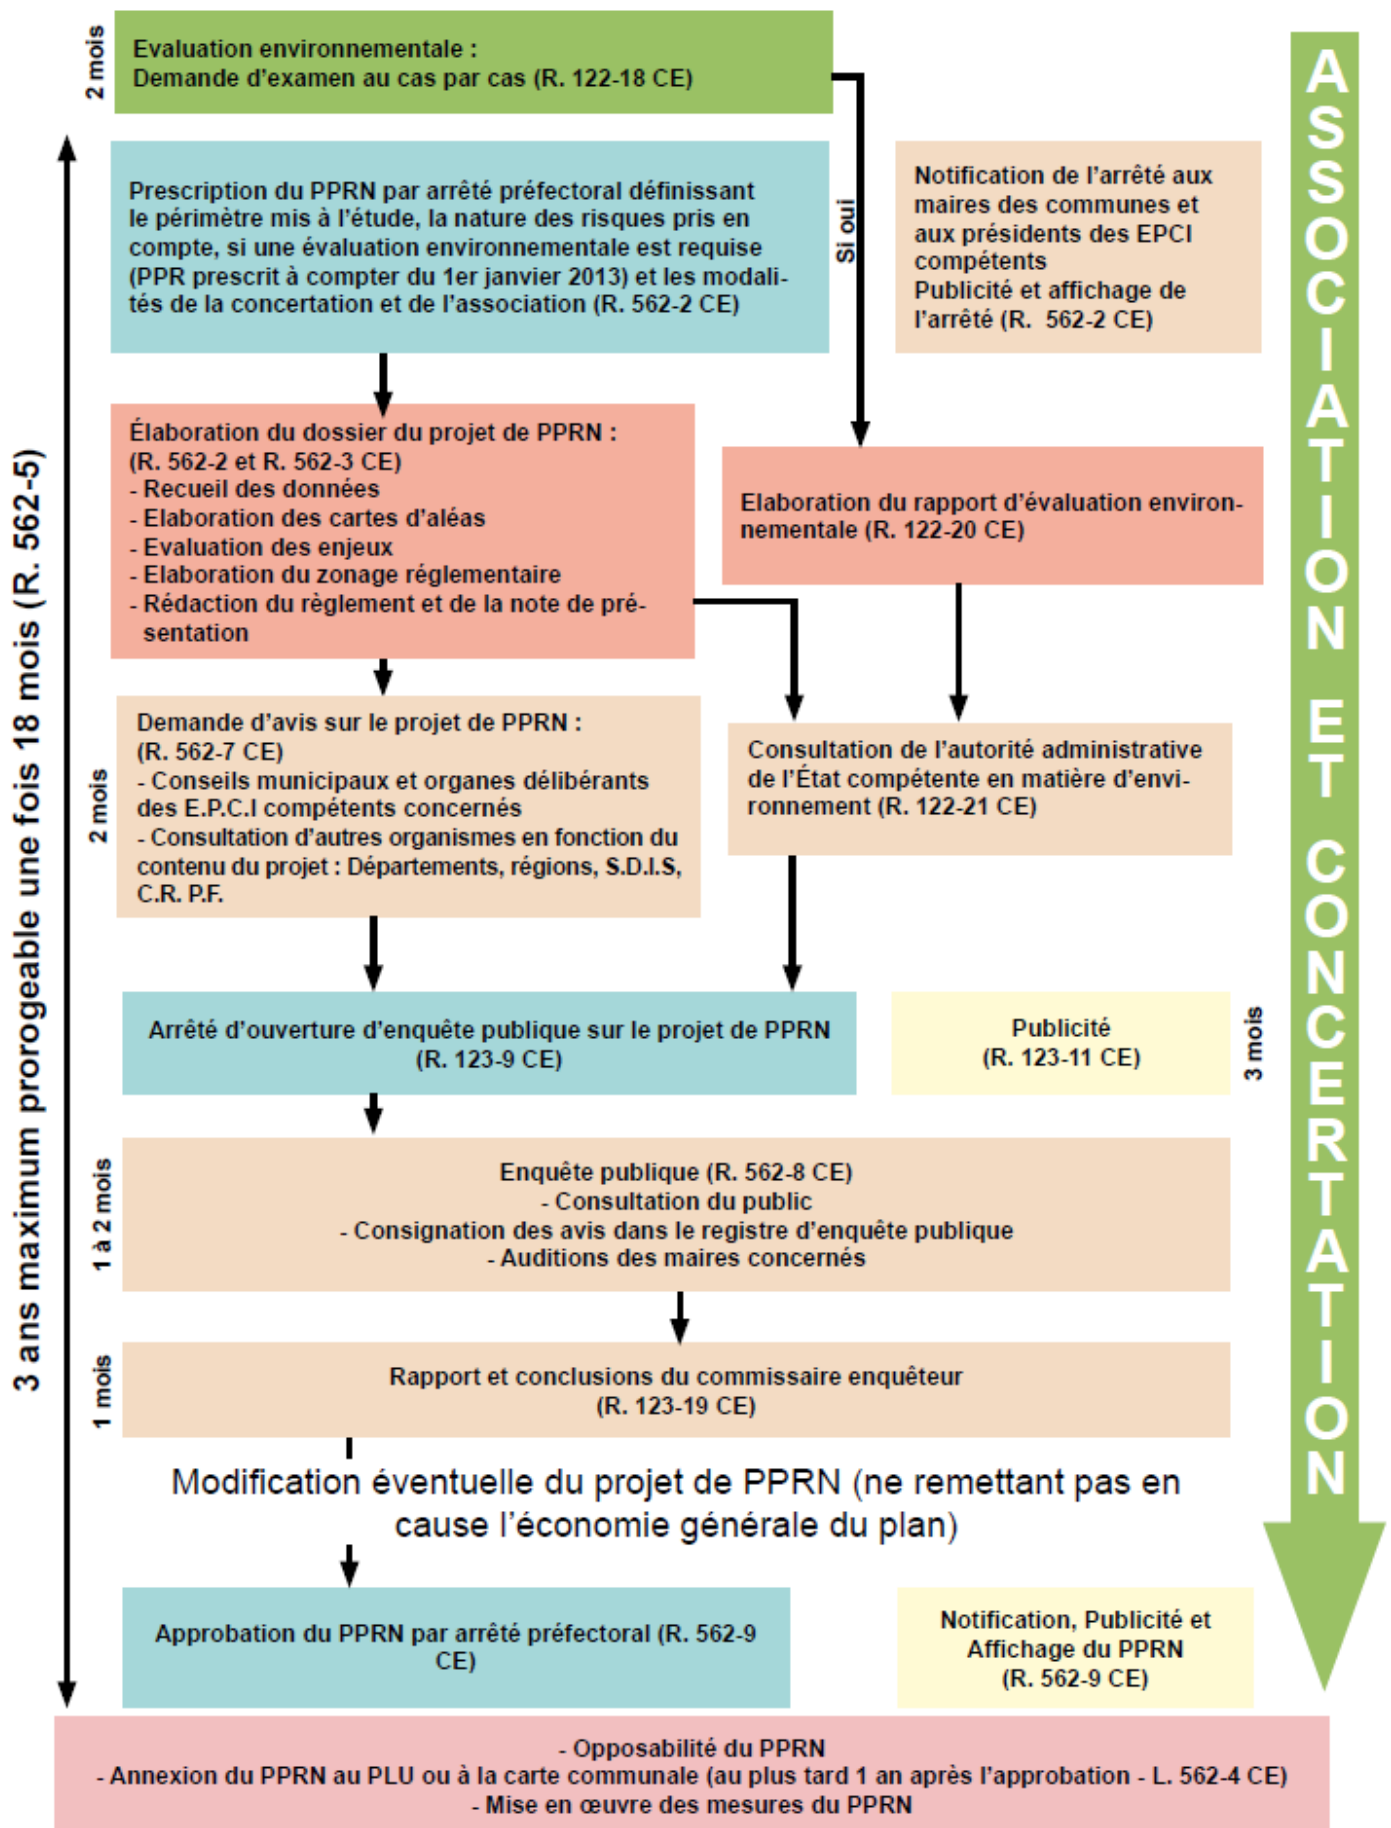 2 mois
Evaluation environnementale :
Demande d'examen au cas par cas (R. 122-18 CE)
3 ans maximum prorogeable une fois 18 mois (R. 562-5)
Prescription du PPRN par arrêté préfectoral définissant
le périmètre mis à l'étude, la nature des risques pris en
compte, si une évaluation environnementale est requise
(PPR prescrit à compter du 1er janvier 2013) et les modali-
tés de la concertation et de l'association (R. 562-2 CE)
Si oui
Notification de l'arrêté aux
maires des communes et
aux présidents des EPCI
compétents
Publicité et affichage de
l'arrêté (R. 562-2 CE)
Élaboration du dossier du projet de PPRN :
(R. 562-2 et R. 562-3 CE)
- Recueil des données
- Elaboration des cartes d'aléas
- Evaluation des enjeux
- Elaboration du zonage réglementaire
- Rédaction du règlement et de la note de pré-
sentation
Elaboration du rapport d'évaluation environ-
nementale (R. 122-20 CE)
2 mois
Demande d'avis sur le projet de PPRN :
(R. 562-7 CE)
- Conseils municipaux et organes délibérants
des E.P.C.I compétents concernés
- Consultation d'autres organismes en fonction du
contenu du projet : Départements, régions, S.D.I.S,
C.R. P.F.
Consultation de l'autorité administrative
de l'État compétente en matière d'envi-
ronnement (R. 122-21 CE)
Arrêté d'ouverture d'enquête publique sur le projet de PPRN
(R. 123-9 CE)
Publicité
(R. 123-11 CE)
3 mois
1 à 2 mois
Enquête publique (R. 562-8 CE)
- Consultation du public
- Consignation des avis dans le registre d'enquête publique
- Auditions des maires concernés
1 mois
Rapport et conclusions du commissaire enquêteur
(R. 123-19 CE)
Modification éventuelle du projet de PPRN (ne remettant pas en
cause l'économie générale du plan)
Approbation du PPRN par arrêté préfectoral (R. 562-9
CE)
Notification, Publicité et
Affichage du PPRN
(R. 562-9 CE)
- Opposabilité du PPRN
- Annexion du PPRN au PLU ou à la carte communale (au plus tard 1 an après l'approbation - L. 562-4 CE)
- Mise en œuvre des mesures du PPRN
ASSOCIATION ET CONCERTATION